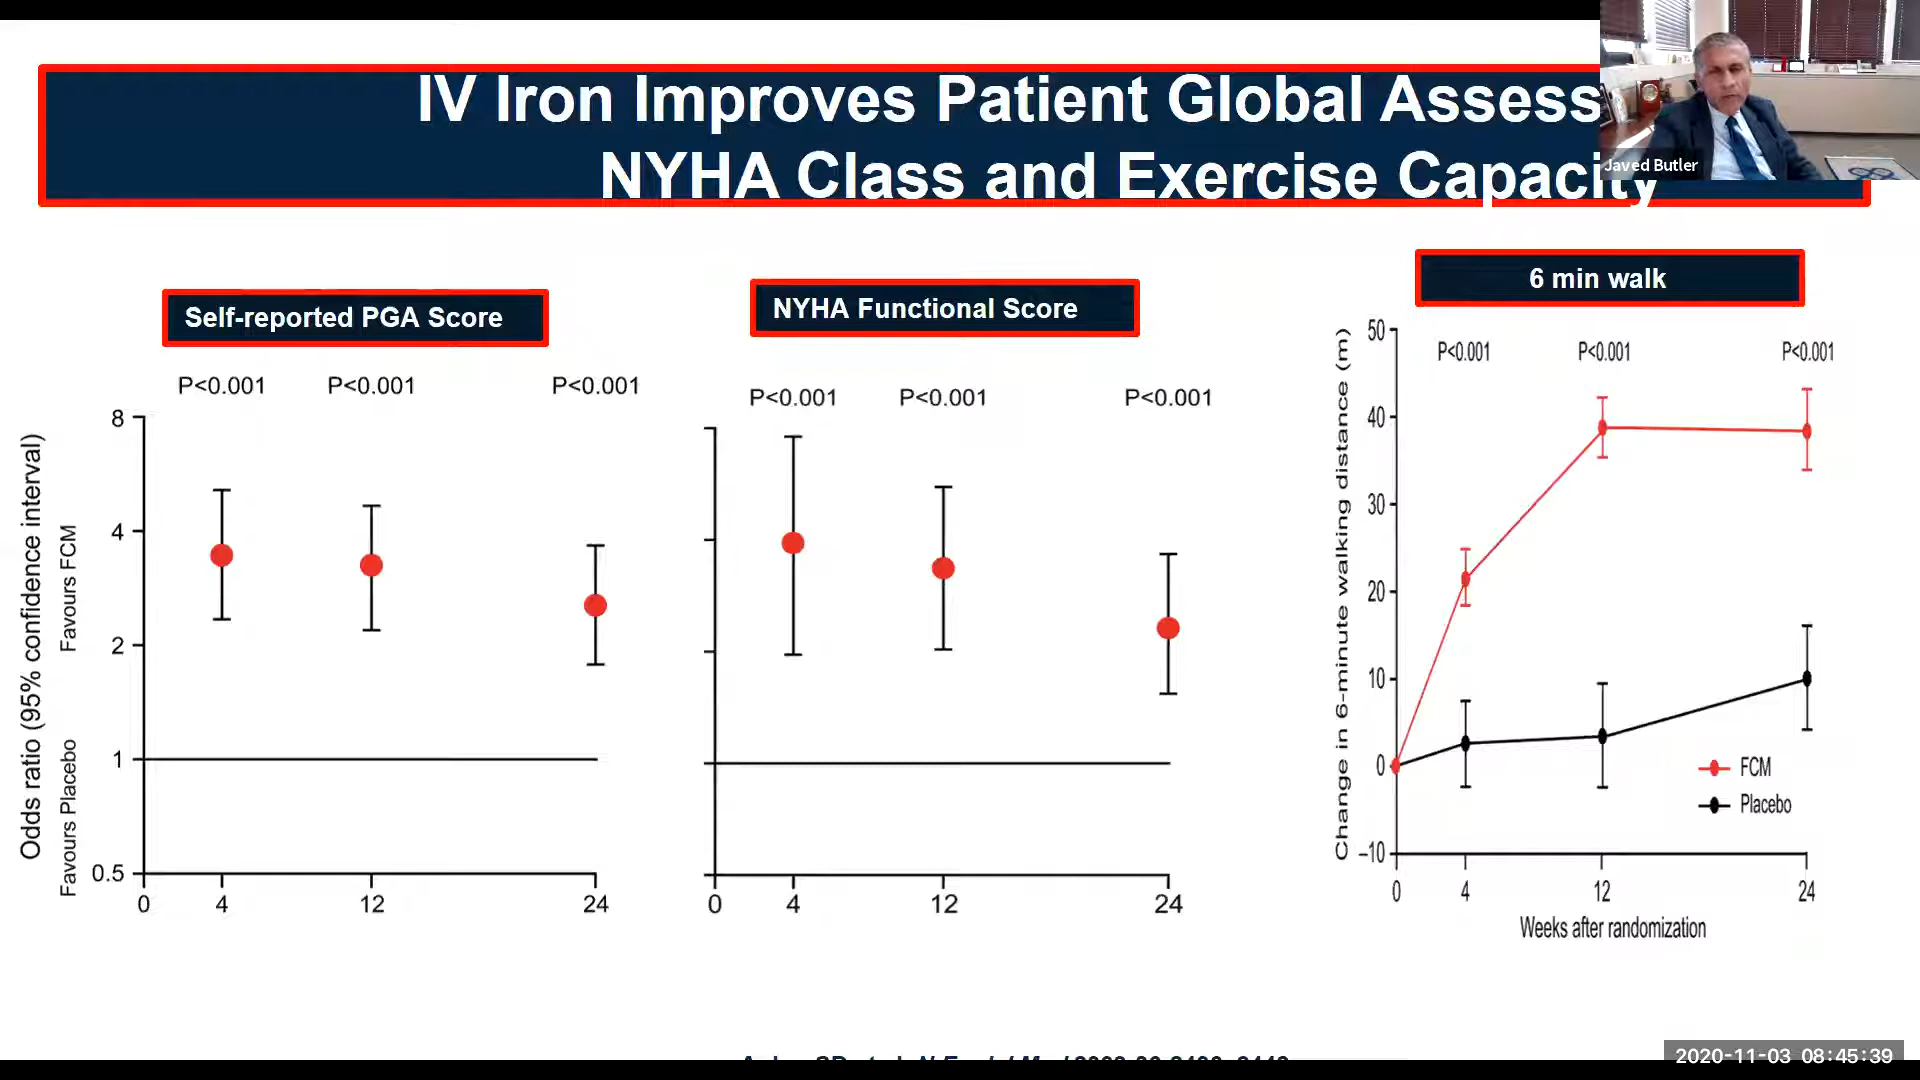 IV Iron Improves Patient Global Assess
NYHA Class and Exercise Capacity
Javed Butler
Self-reported PGA Score
P<0.001 P<0.001 P<0.001
Odds ratio (95% confidence interval)
Favours FCM
Favours Placebo
8
4
2
1
0.5
0 4 12 24
NYHA Functional Score
P<0.001 P<0.001 P<0.001
0 4 12 24
6 min walk
P<0.001 P<0.001 P<0.001
Change in 6-minute walking distance (m)
50
40
30
20
10
0
-10
FCM
Placebo
0 4 12 24
Weeks after randomization
2020-11-03 08:45:39